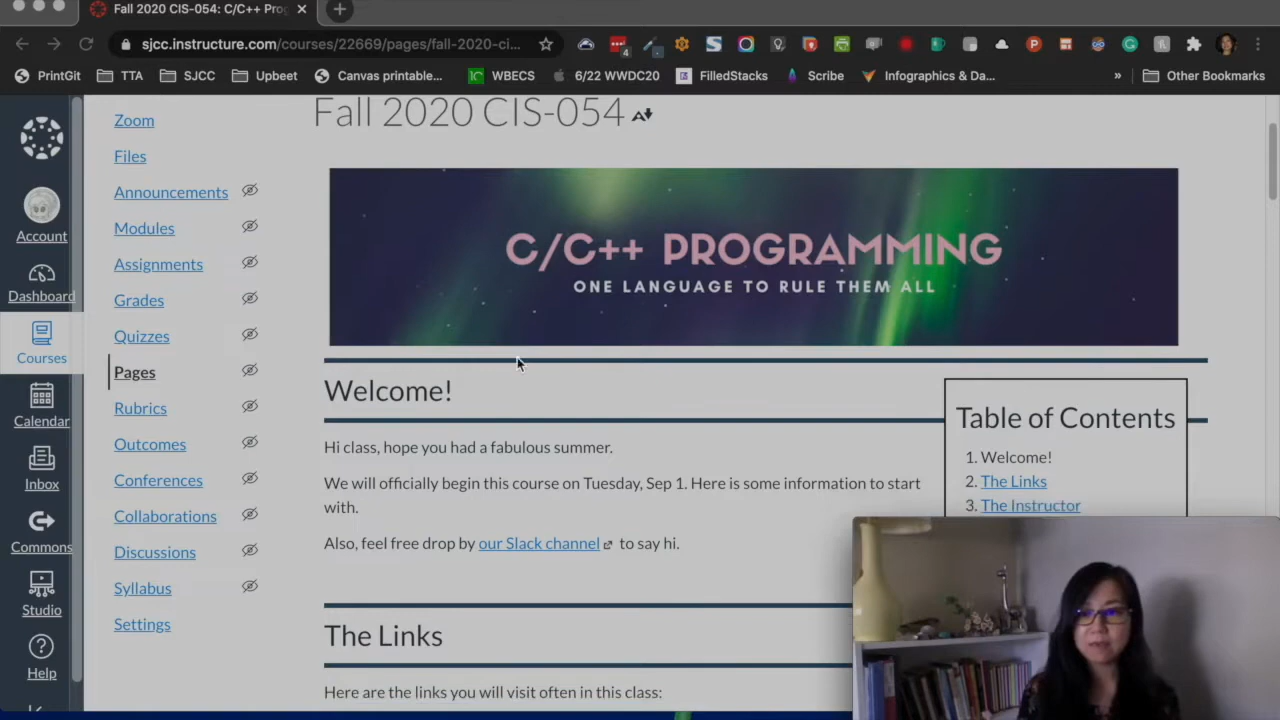 Fall 2020 CIS-054: C/C++ Prog
sjcc.instructure.com/courses/22669/pages/fall-2020-ci...
PrintGit TTA SJCC Upbeet Canvas printable... WBECS 6/22 WWDC20 FilledStacks Scribe Infographics & Da... » Other Bookmarks
Account
Dashboard
Courses
Calendar
Inbox
Commons
Studio
Help
Zoom
Files
Announcements
Modules
Assignments
Grades
Quizzes
Pages
Rubrics
Outcomes
Conferences
Collaborations
Discussions
Syllabus
Settings
Fall 2020 CIS-054
C/C++ PROGRAMMING
ONE LANGUAGE TO RULE THEM ALL
Welcome!
Hi class, hope you had a fabulous summer.
We will officially begin this course on Tuesday, Sep 1. Here is some information to start
with.
Also, feel free drop by our Slack channel to say hi.
The Links
Here are the links you will visit often in this class:
Table of Contents
1. Welcome!
2. The Links
3. The Instructor